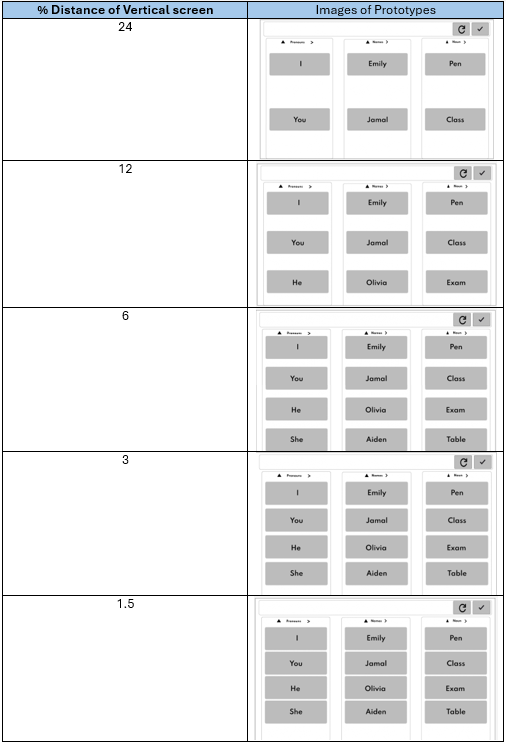 % Distance of Vertical screen Images of Prototypes
24
Pronouns Names Noun
I Emily Pen
You Jamal Class
12
Pronouns Names Noun
I Emily Pen
You Jamal Class
He Olivia Exam
6
Pronouns Names Noun
I Emily Pen
You Jamal Class
He Olivia Exam
She Aiden Table
3
Pronouns Names Noun
I Emily Pen
You Jamal Class
He Olivia Exam
She Aiden Table
1.5
Pronouns Names Noun
I Emily Pen
You Jamal Class
He Olivia Exam
She Aiden Table